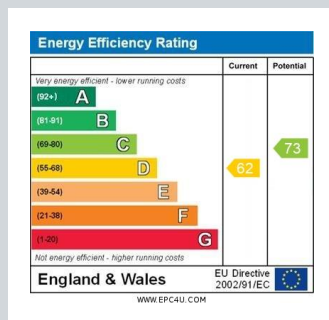 Energy Efficiency Rating
Current Potential
Very energy efficient - lower running costs
(92+) A
(81-91) B
(69-80) C 73
(55-68) D 62
(39-54) E
(21-38) F
(1-20) G
Not energy efficient - higher running costs
England & Wales
EU Directive
2002/91/EC
WWW.EPC4U.COM